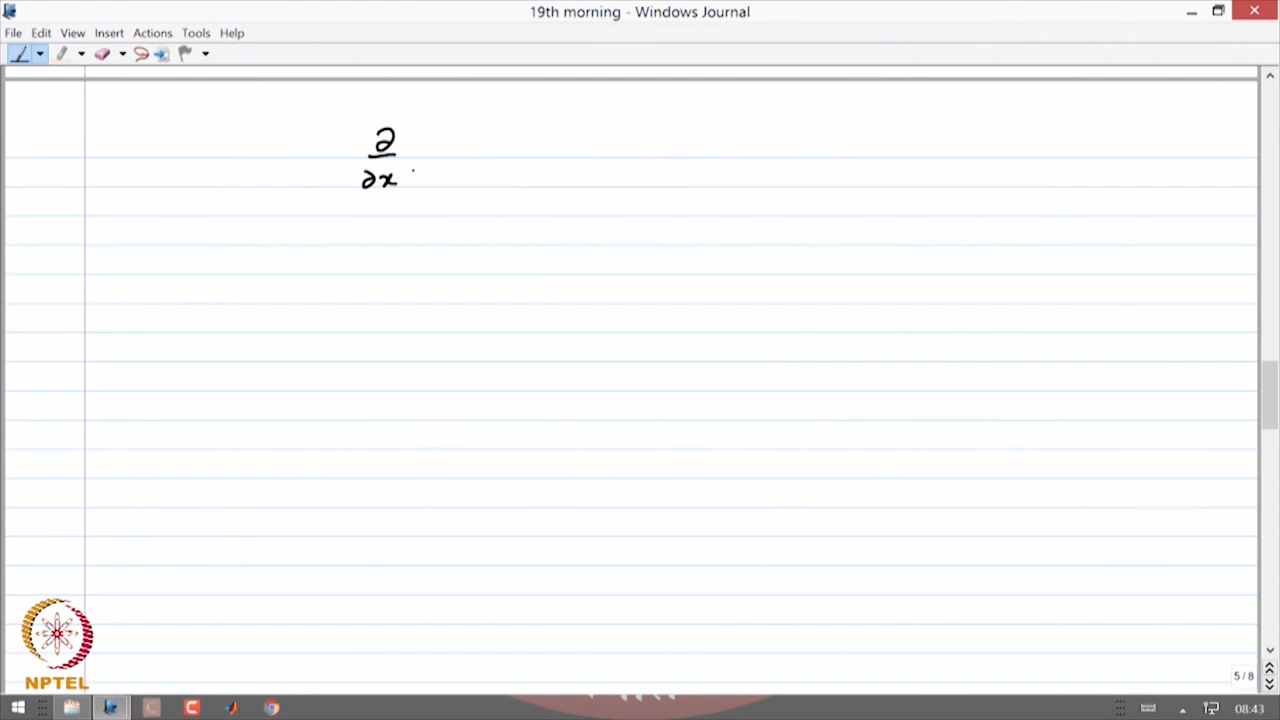 19th morning - Windows Journal
File Edit View Insert Actions Tools Help
∂
∂x
5 / 8
NPTEL
08:43